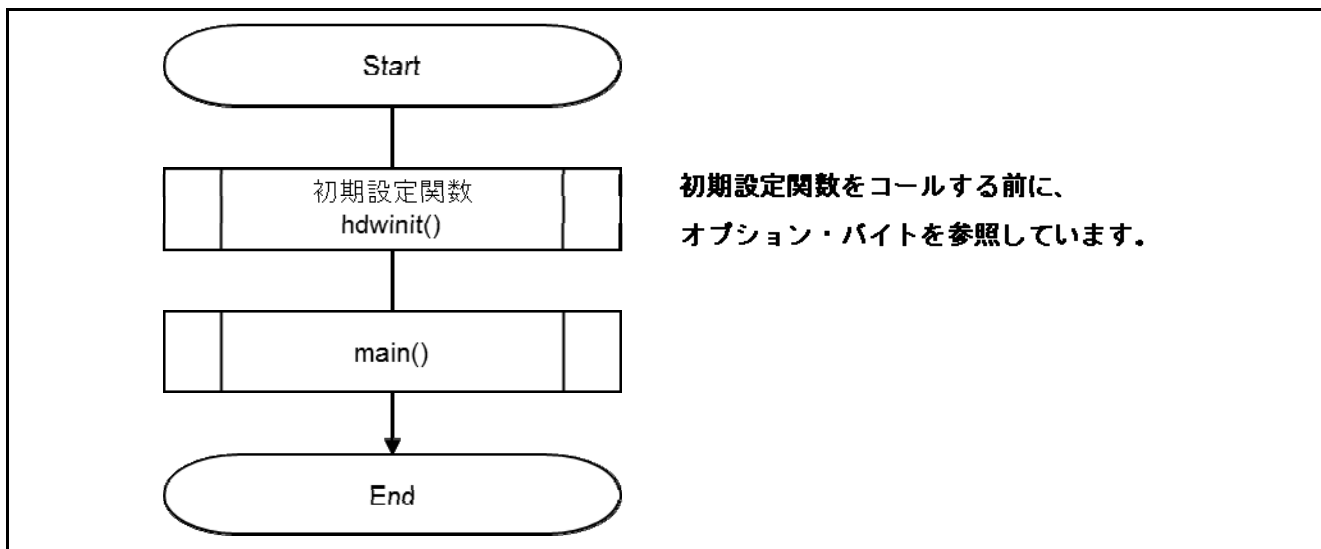 Start
初期設定関数
hdwinit()
初期設定関数をコールする前に、
オプション・バイトを参照しています。
main()
End